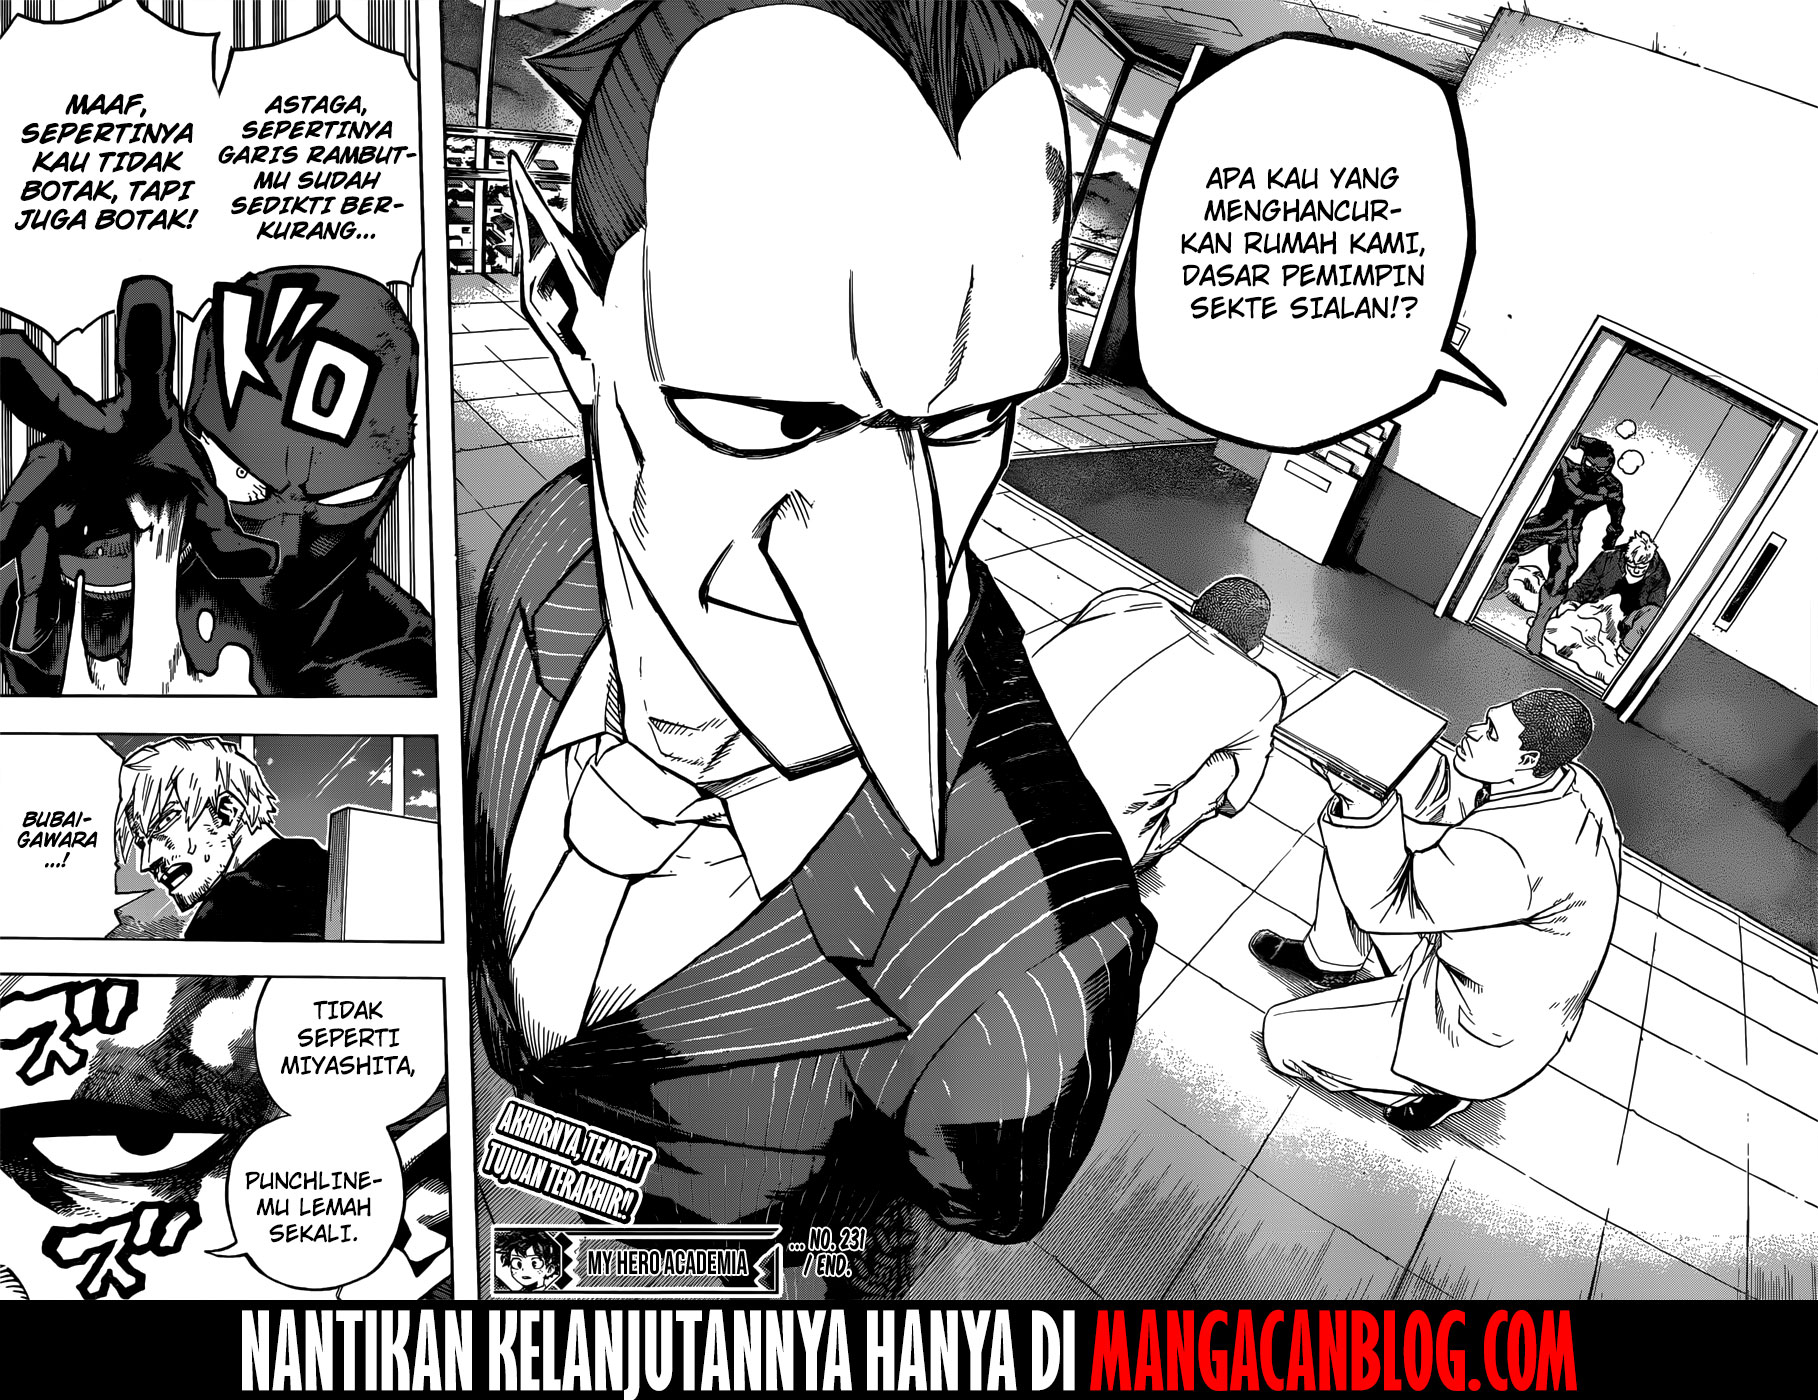 APA KAU YANG
MENGHANCUR-
KAN RUMAH KAMI,
DASAR PEMIMPIN
SEKTE SIALAN!?
ASTAGA,
SEPERTINYA
GARIS RAMBUT-
MU SUDAH
SEDIKTI BER-
KURANG...
MAAF,
SEPERTINYA
KAU TIDAK
BOTAK, TAPI
JUGA BOTAK!
BUBAI-
GAWARA
...!
TIDAK
SEPERTI
MIYASHITA,
PUNCHLINE-
MU LEMAH
SEKALI.
AKHIRNYA, TEMPAT
TUJUAN TERAKHIR!!
MY HERO ACADEMIA
... NO. 231
/ END.
NANTIKAN KELANJUTANNYA HANYA DI MANGACANBLOG.COM